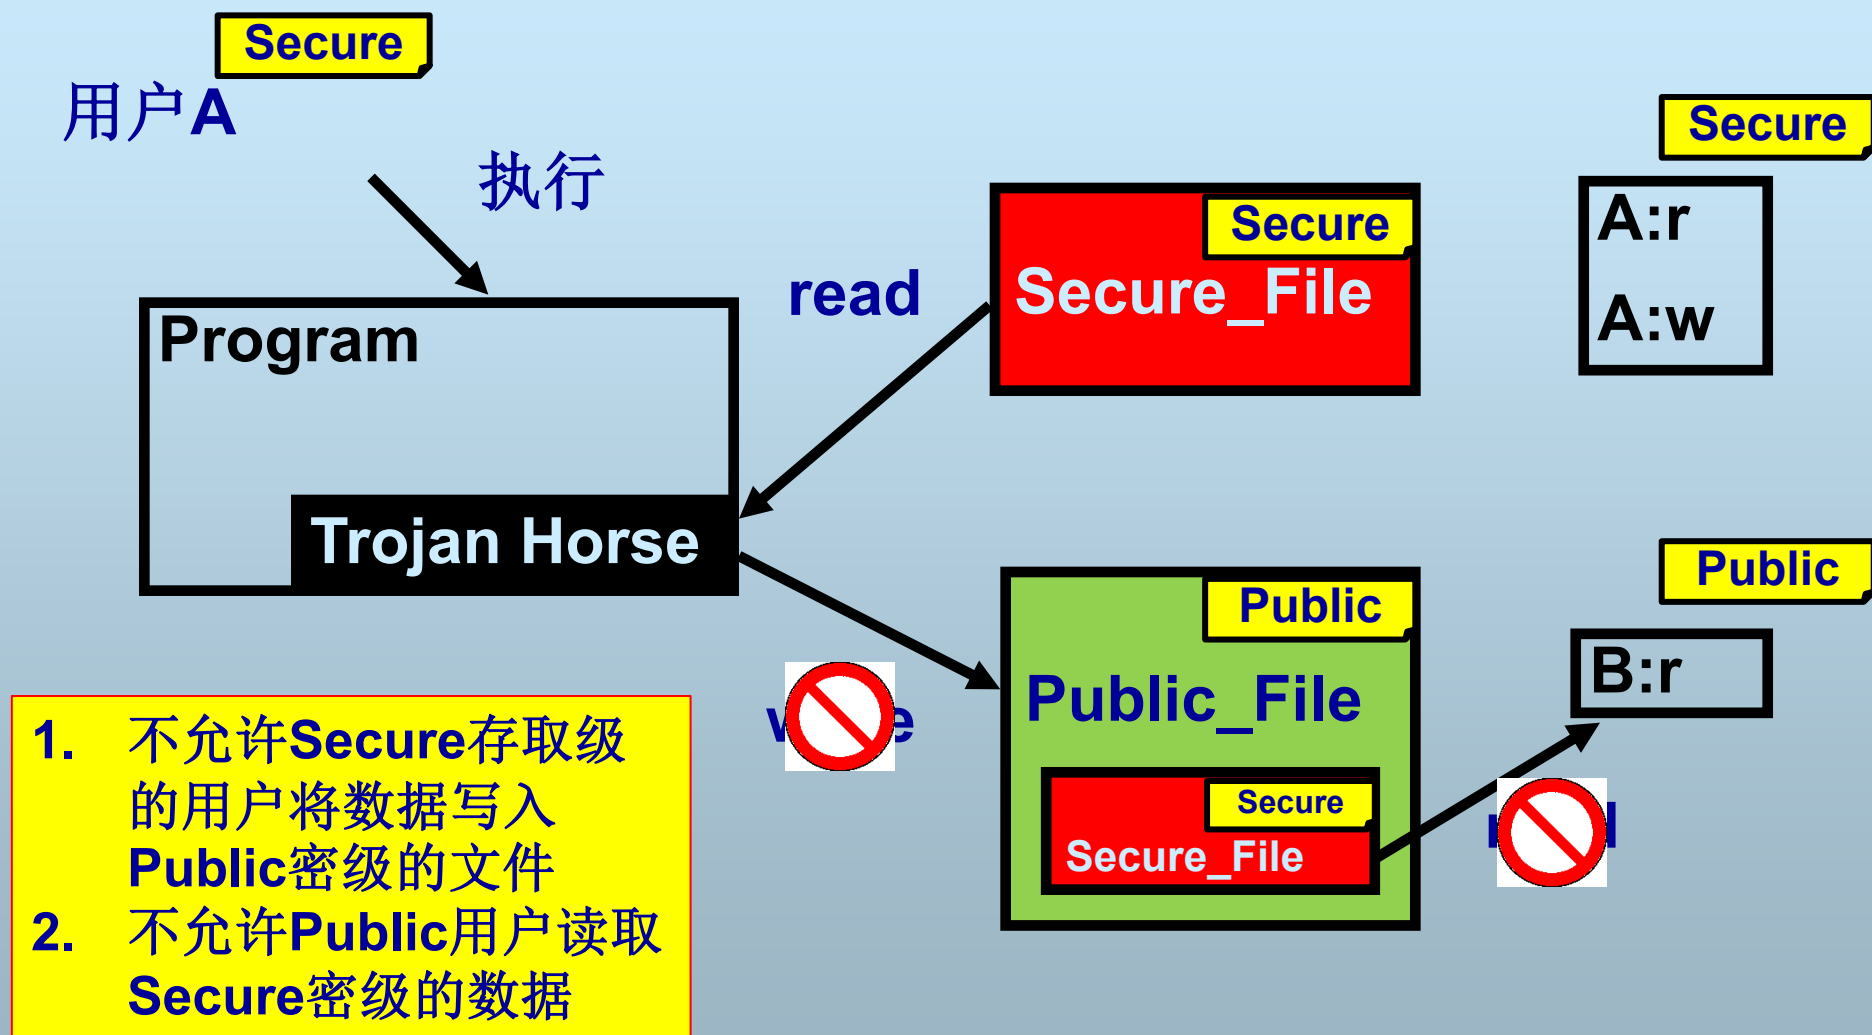 Secure
用户A
执行
Program
Trojan Horse
read
Secure
Secure_File
Secure
A:r
A:w
Public
Public_File
Secure
Secure_File
Public
B:r
1. 不允许Secure存取级
的用户将数据写入
Public密级的文件
2. 不允许Public用户读取
Secure密级的数据